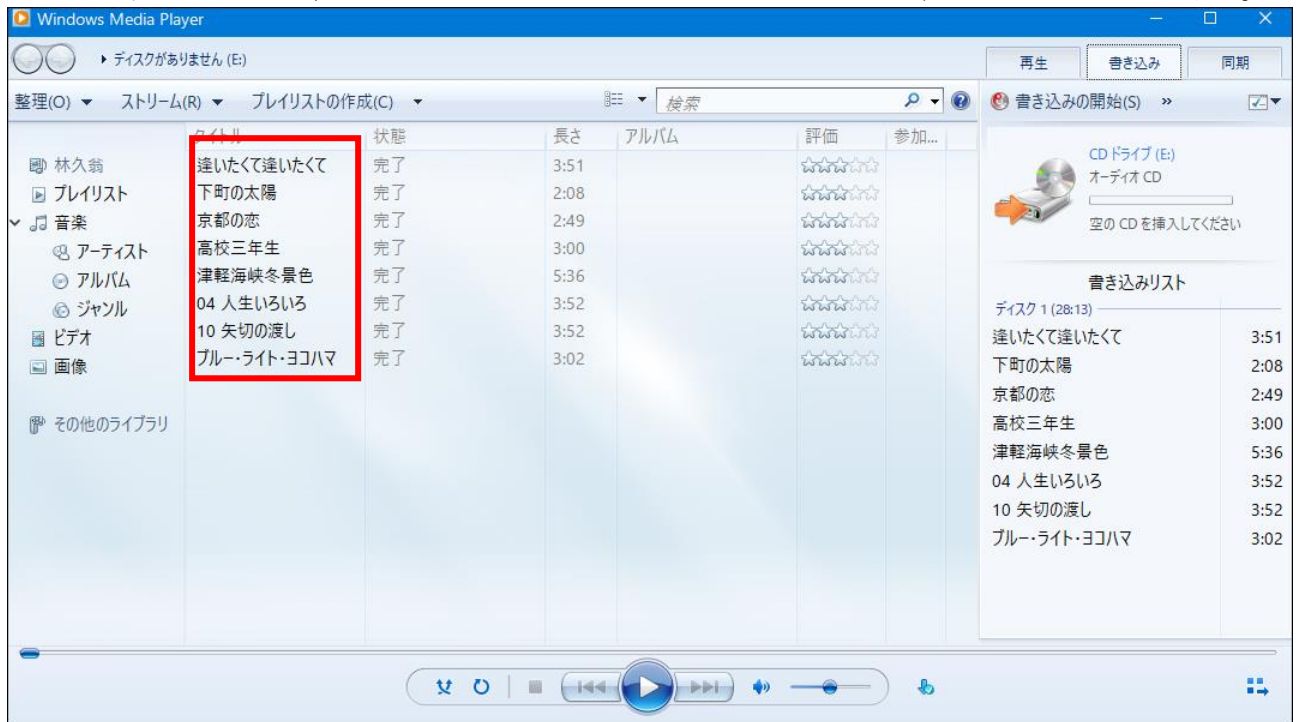 Windows Media Player
ディスクがありません (E:)
再生 書き込み 同期
整理(O) ストリーム(R) プレイリストの作成(C) 検索 書き込みの開始(S) »
タイトル 状態 長さ アルバム 評価 参加...
林久翁
プレイリスト
音楽
アーティスト
アルバム
ジャンル
ビデオ
画像
その他のライブラリ
逢いたくて逢いたくて 完了 3:51
下町の太陽 完了 2:08
京都の恋 完了 2:49
高校三年生 完了 3:00
津軽海峡冬景色 完了 5:36
04 人生いろいろ 完了 3:52
10 矢切の渡し 完了 3:52
ブルー・ライト・ヨコハマ 完了 3:02
CD ドライブ (E:)
オーディオ CD
空の CD を挿入してください
書き込みリスト
ディスク 1 (28:13)
逢いたくて逢いたくて 3:51
下町の太陽 2:08
京都の恋 2:49
高校三年生 3:00
津軽海峡冬景色 5:36
04 人生いろいろ 3:52
10 矢切の渡し 3:52
ブルー・ライト・ヨコハマ 3:02